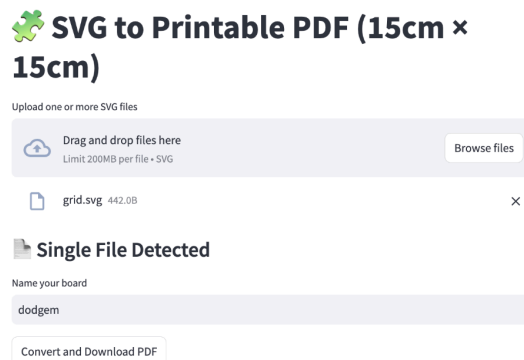 🧩 SVG to Printable PDF (15cm ×
15cm)
Upload one or more SVG files
Drag and drop files here
Browse files
Limit 200MB per file • SVG
grid.svg 442.0B
Single File Detected
Name your board
dodgem
Convert and Download PDF